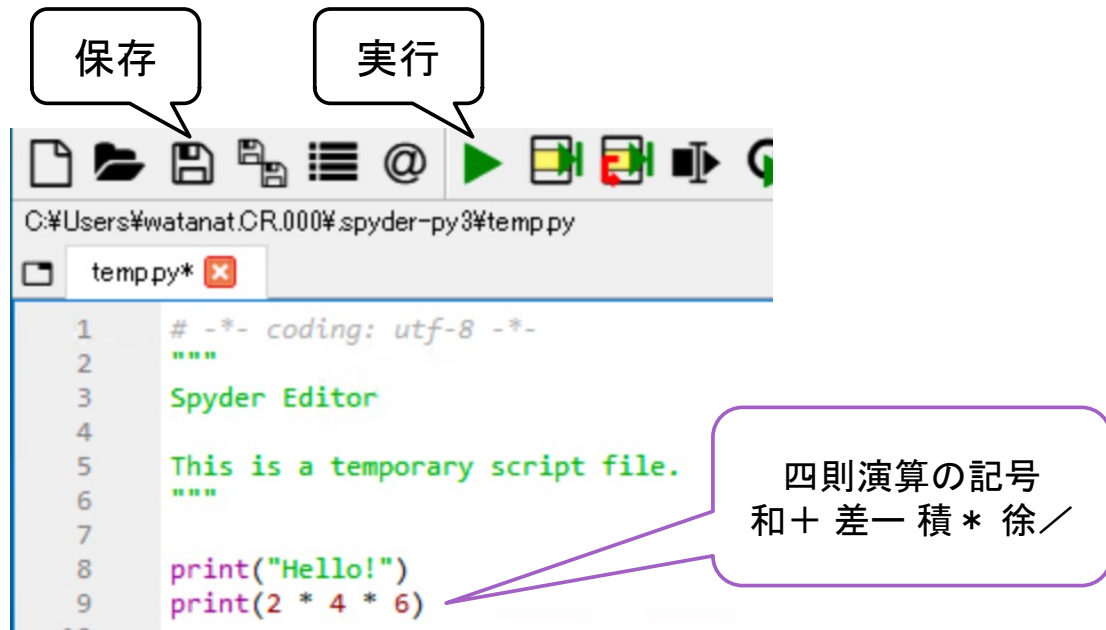 保存
実行
@
C:¥Users¥watanat.CR.000¥.spyder-py3¥temp.py
temp.py*
1 # -*- coding: utf-8 -*-
2 """
3 Spyder Editor
4
5 This is a temporary script file.
6 """
7
8 print("Hello!")
9 print(2 * 4 * 6)
四則演算の記号
和＋ 差― 積 * 徐／